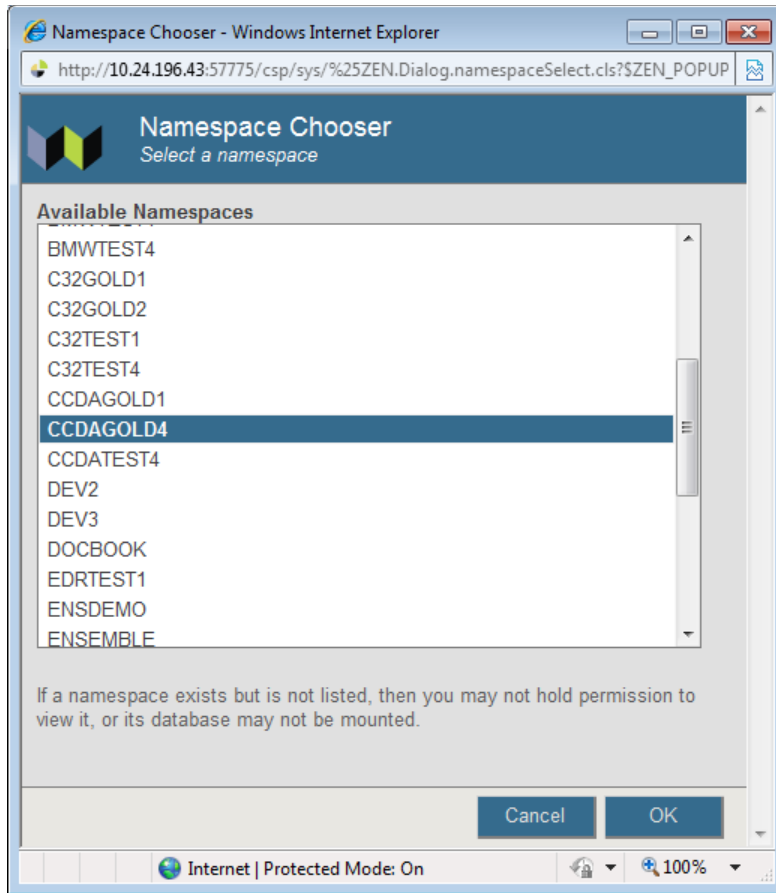 Namespace Chooser - Windows Internet Explorer
http://10.24.196.43:57775/csp/sys/%25ZEN.Dialog.namespaceSelect.cls?$ZEN_POPUP
Namespace Chooser
Select a namespace
Available Namespaces
BMWTEST4
C32GOLD1
C32GOLD2
C32TEST1
C32TEST4
CCDAGOLD1
CCDAGOLD4
CCDATEST4
DEV2
DEV3
DOCBOOK
EDRTEST1
ENSDEMO
ENSEMBLE
If a namespace exists but is not listed, then you may not hold permission to
view it, or its database may not be mounted.
Cancel OK
Internet | Protected Mode: On 100%